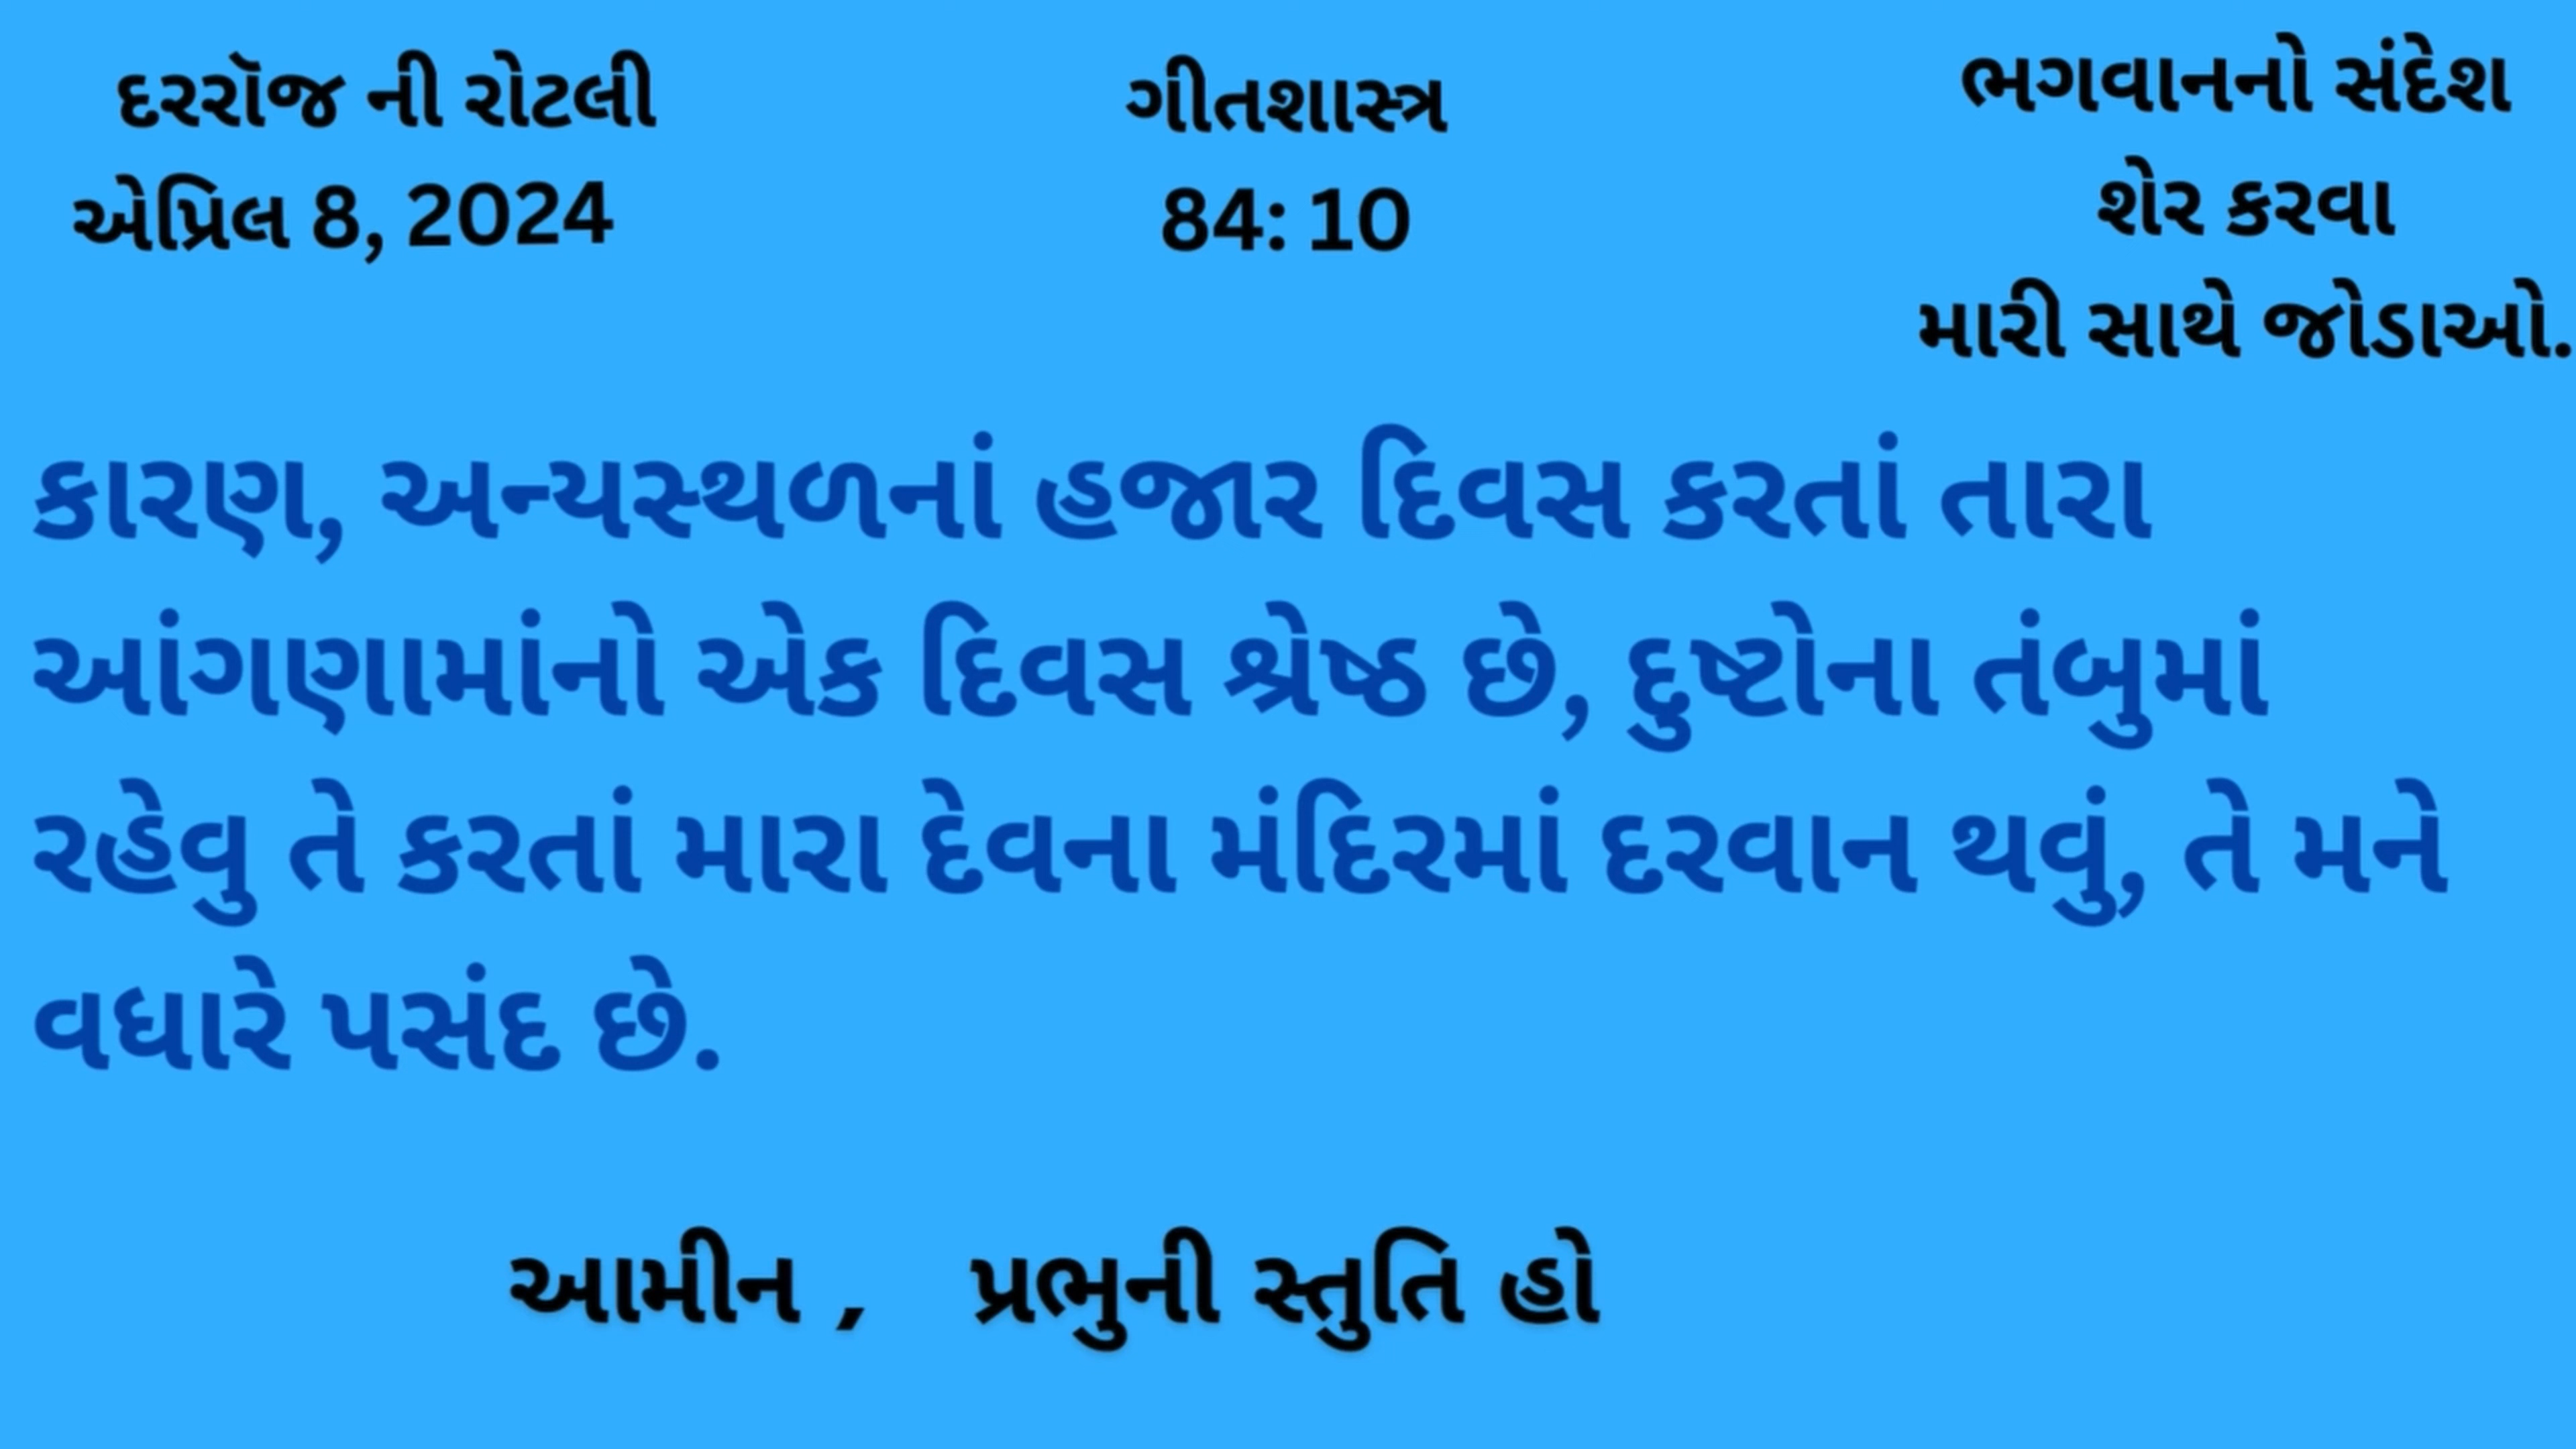 દરરૉજ ની રોટલી
એપ્રિલ 8, 2024
ગીતશાસ્ત્ર
84: 10
ભગવાનનો સંદેશ
શેર કરવા
મારી સાથે જોડાઓ.
કારણ, અન્યસ્થળનાં હજાર દિવસ કરતાં તારા
આંગણામાંનો એક દિવસ શ્રેષ્ઠ છે, દુષ્ટોના તંબુમાં
રહેવુ તે કરતાં મારા દેવના મંદિરમાં દરવાન થવું, તે મને
વધારે પસંદ છે.
આમીન , પ્રભુની સ્તુતિ હો